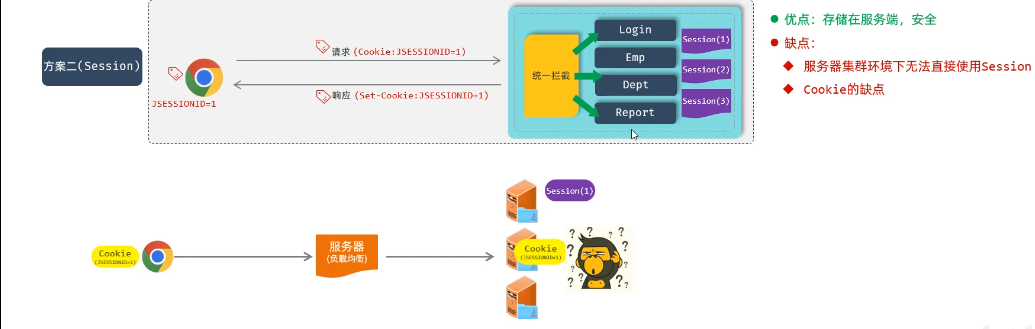 方案二(Session)
JSESSIONID=1
请求 (Cookie:JSESSIONID=1)
响应 (Set-Cookie:JSESSIONID=1)
统一拦截
Login
Emp
Dept
Report
Session(1)
Session(2)
Session(3)
优点: 存储在服务端, 安全
缺点:
服务器集群环境下无法直接使用Session
Cookie的缺点
Cookie
(JSESSIONID=1)
服务器
(负载均衡)
Session(1)
Cookie
(JSESSIONID=1)
? ? ? ? ? ? ? ? ? ? ? ?